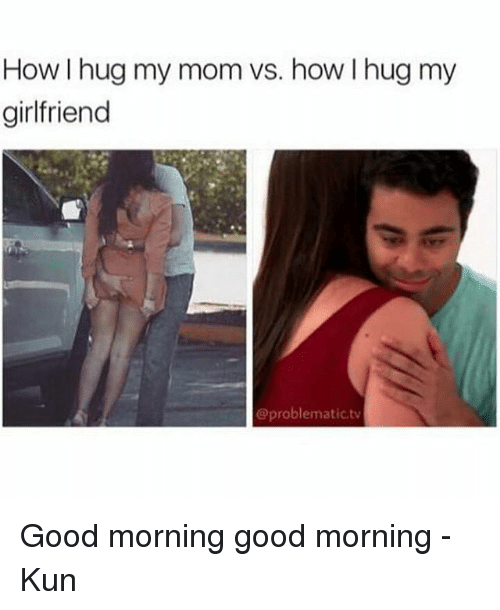 How I hug my mom vs. how I hug my
girlfriend
@problematic.tv
Good morning good morning -
Kun